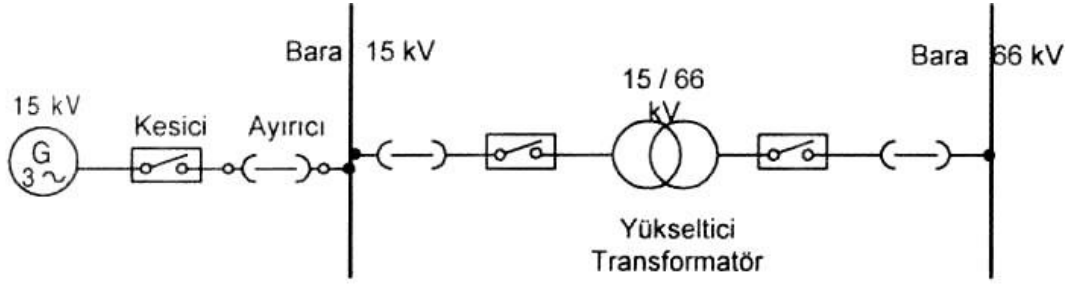 15 kV
G
3 ~
Kesici
Ayırıcı
Bara 15 kV
15 / 66
kV
Yükseltici
Transformatör
Bara 66 kV